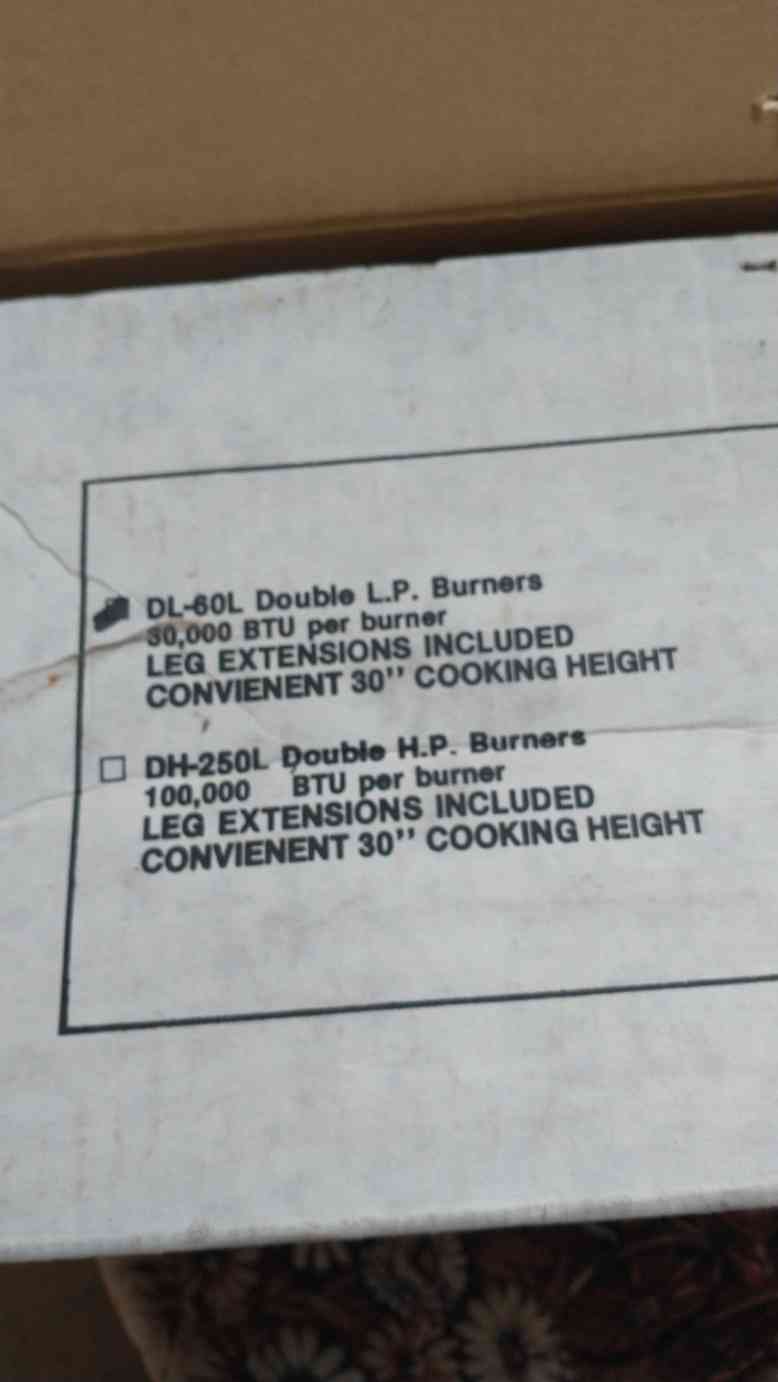 DL-60L Double L.P. Burners
30,000 BTU per burner
LEG EXTENSIONS INCLUDED
CONVIENENT 30'' COOKING HEIGHT
DH-250L Double H.P. Burners
100,000 BTU per burner
LEG EXTENSIONS INCLUDED
CONVIENENT 30'' COOKING HEIGHT